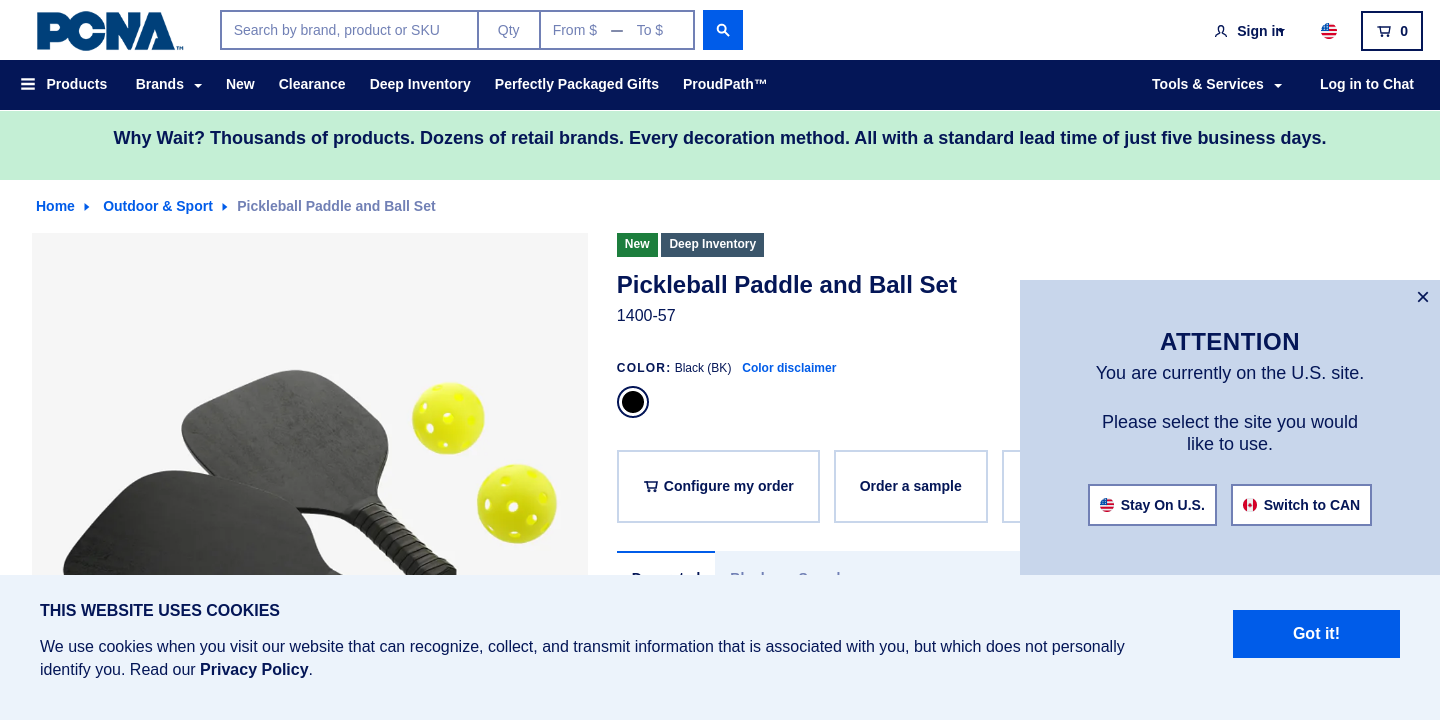 PCNA™
Search by brand, product or SKU
Qty
From $ — To $
Sign in
0
Products
Brands
New
Clearance
Deep Inventory
Perfectly Packaged Gifts
ProudPath™
Tools & Services
Log in to Chat
Why Wait? Thousands of products. Dozens of retail brands. Every decoration method. All with a standard lead time of just five business days.
Home
Outdoor & Sport
Pickleball Paddle and Ball Set
New
Deep Inventory
Pickleball Paddle and Ball Set
1400-57
COLOR: Black (BK) Color disclaimer
Configure my order
Order a sample
×
ATTENTION
You are currently on the U.S. site.
Please select the site you would
like to use.
Stay On U.S.
Switch to CAN
THIS WEBSITE USES COOKIES
We use cookies when you visit our website that can recognize, collect, and transmit information that is associated with you, but which does not personally
identify you. Read our Privacy Policy.
Got it!